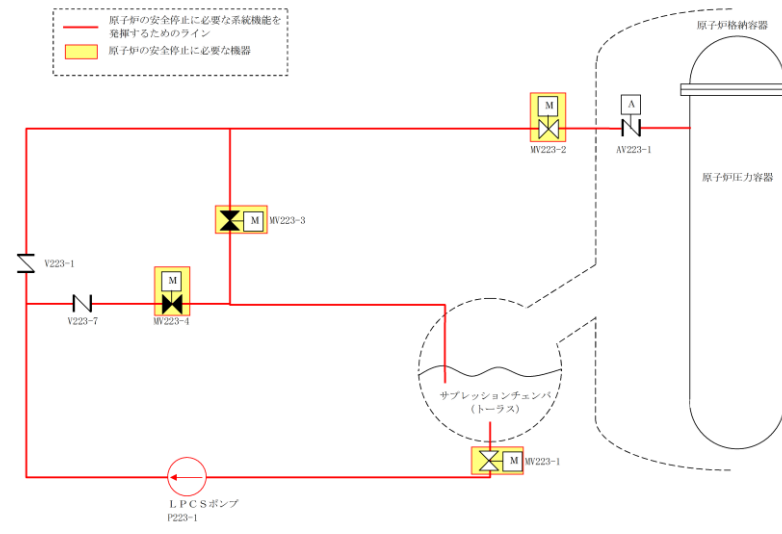 原子炉の安全停止に必要な系統機能を
発揮するためのライン
原子炉の安全停止に必要な機器
原子炉格納容器
M
A
MV223-2
AV223-1
原子炉圧力容器
M
MV223-3
V223-1
M
V223-7
MV223-4
サプレッションチェンバ
(トーラス)
M
MV223-1
LPCSポンプ
P223-1